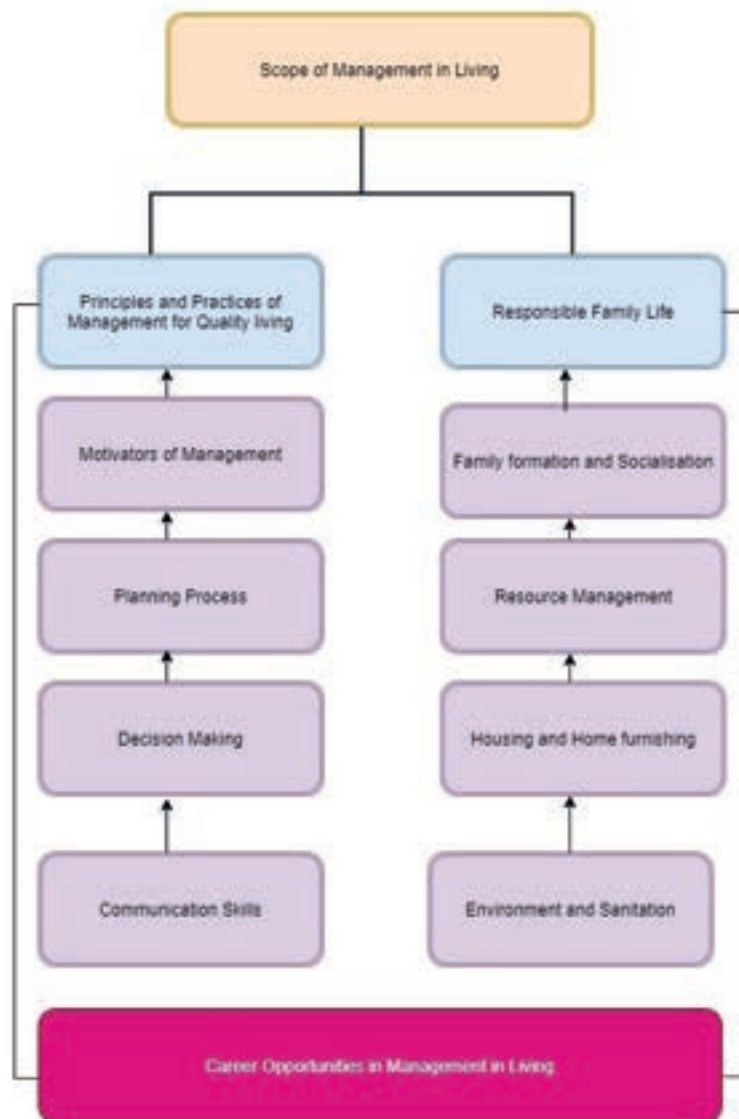 Scope of Management in Living
Principles and Practices of
Management for Quality living
Responsible Family Life
Motivators of Management
Family formation and Socialisation
Planning Process
Resource Management
Decision Making
Housing and Home furnishing
Communication Skills
Environment and Sanitation
Career Opportunities in Management in Living